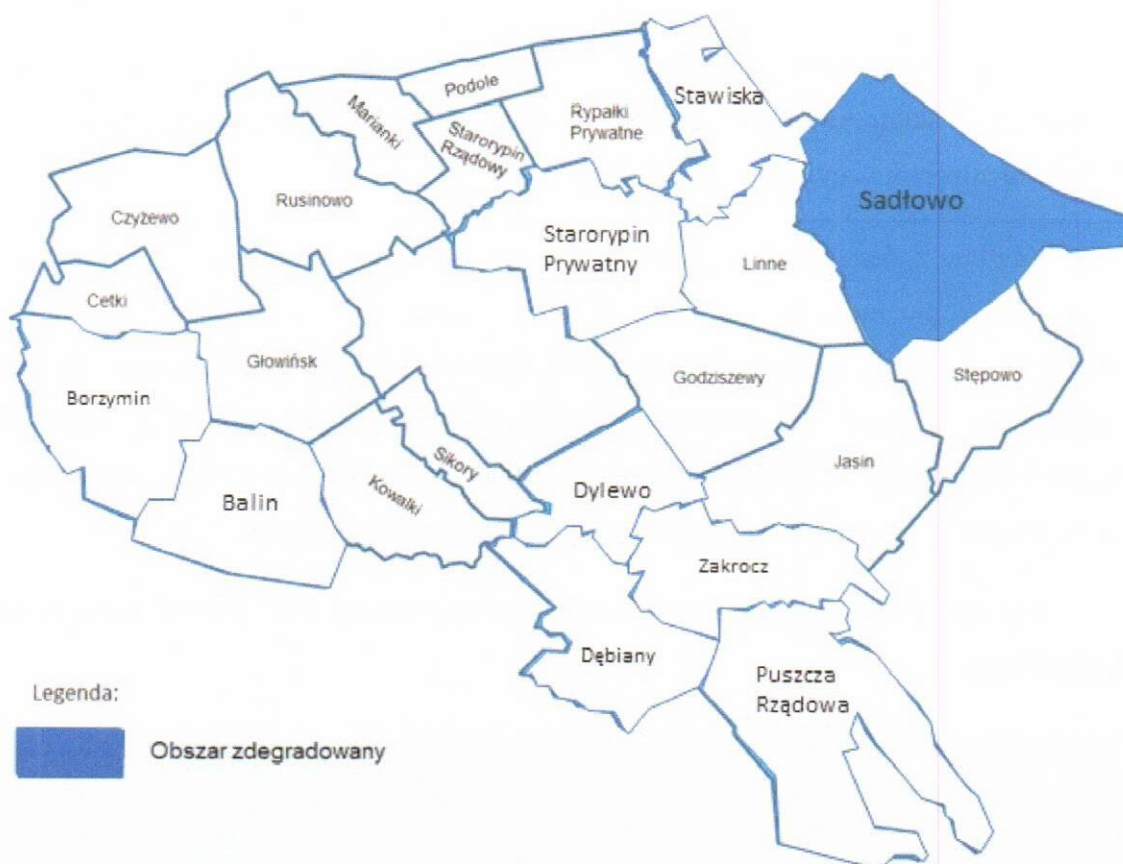 Podole
Stawiska
Marianki
Rypałki
Prywatne
Starorypin
Rządowy
Sadłowo
Rusinowo
Czyżewo
Starorypin
Prywatny
Linne
Cetki
Głowińsk
Godziszewy
Stępowo
Borzymin
Sikory
Jasin
Kowalki
Dylewo
Balin
Zakrocz
Dębiany
Puszcza
Rządowa
Legenda:
Obszar zdegradowany